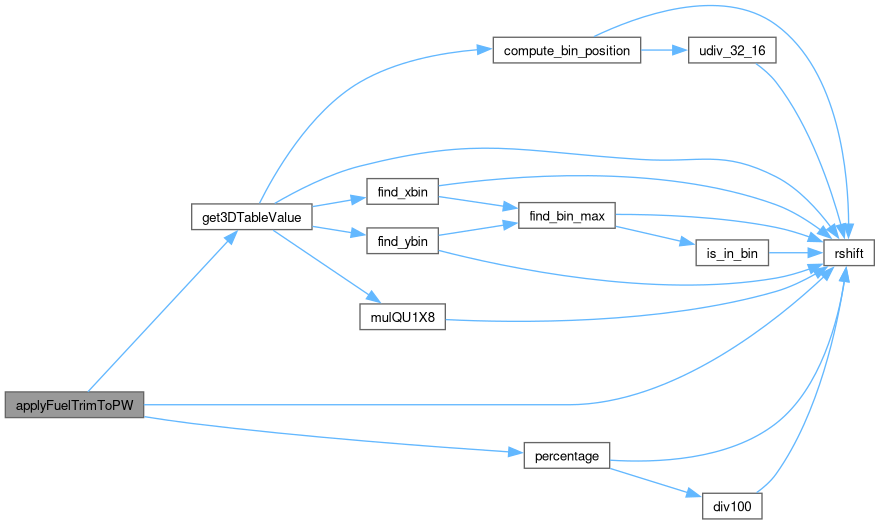 compute_bin_position
udiv_32_16
find_xbin
get3DTableValue
find_bin_max
find_ybin
is_in_bin
rshift
mulQU1X8
applyFuelTrimToPW
percentage
div100